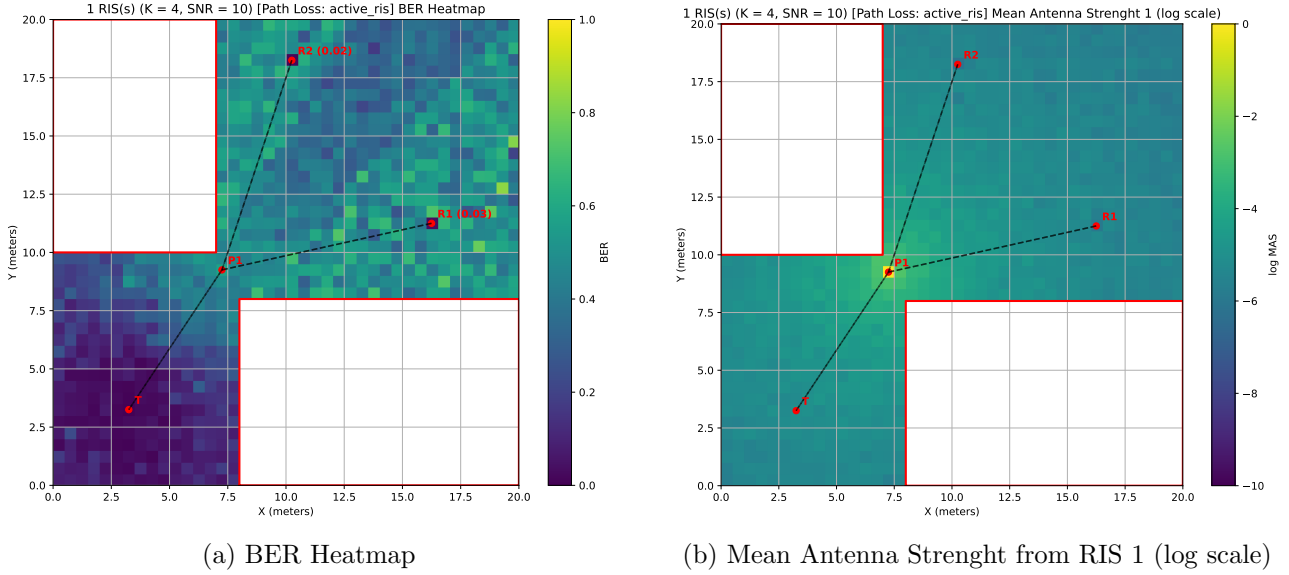 1 RIS(s) (K = 4, SNR = 10) [Path Loss: active_ris] BER Heatmap
20.0
17.5
15.0
12.5
10.0
7.5
5.0
2.5
0.0
Y (meters)
0.0 2.5 5.0 7.5 10.0 12.5 15.0 17.5 20.0
X (meters)
R2 (0.02)
R1 (0.03)
P1
T
1.0
0.8
0.6
0.4
0.2
0.0
BER
(a) BER Heatmap
1 RIS(s) (K = 4, SNR = 10) [Path Loss: active_ris] Mean Antenna Strenght 1 (log scale)
20.0
17.5
15.0
12.5
10.0
7.5
5.0
2.5
0.0
Y (meters)
0.0 2.5 5.0 7.5 10.0 12.5 15.0 17.5 20.0
X (meters)
R2
R1
P1
T
0
−2
−4
−6
−8
−10
log MAS
(b) Mean Antenna Strenght from RIS 1 (log scale)